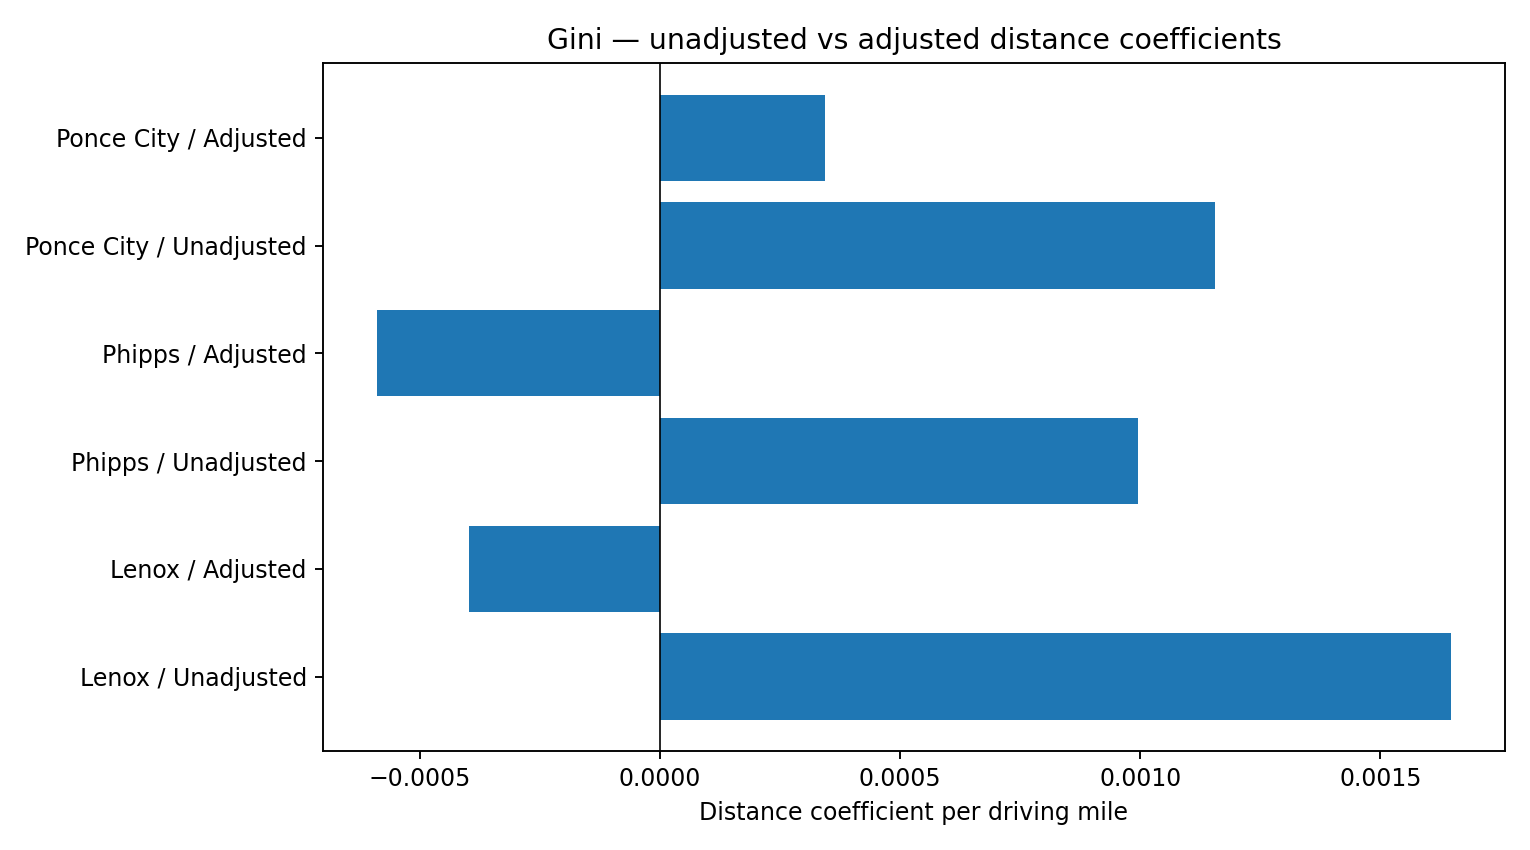 Gini — unadjusted vs adjusted distance coefficients
Ponce City / Adjusted
Ponce City / Unadjusted
Phipps / Adjusted
Phipps / Unadjusted
Lenox / Adjusted
Lenox / Unadjusted
−0.0005 0.0000 0.0005 0.0010 0.0015
Distance coefficient per driving mile